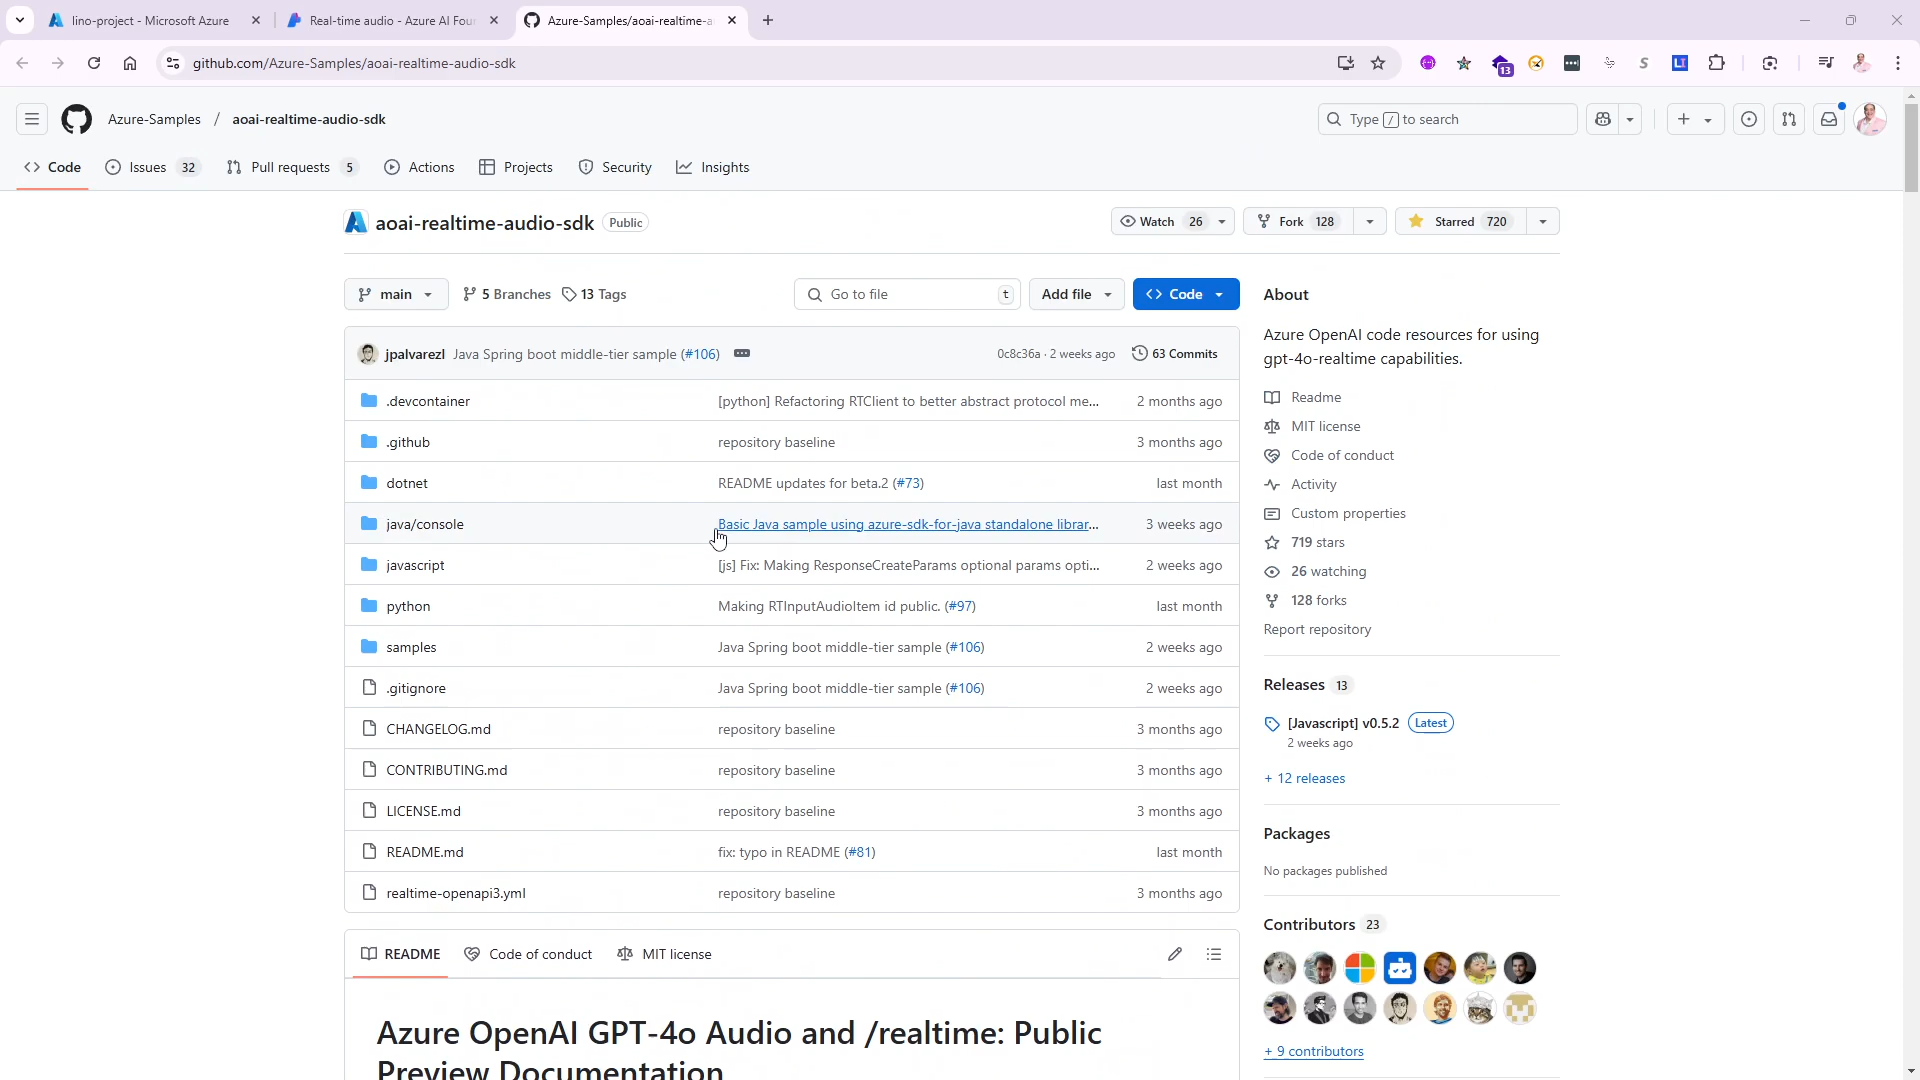 lino-project - Microsoft Azure
Real-time audio - Azure AI Fou
Azure-Samples/aoai-realtime-a
github.com/Azure-Samples/aoai-realtime-audio-sdk
13
Azure-Samples / aoai-realtime-audio-sdk
Type / to search
Code
Issues 32
Pull requests 5
Actions
Projects
Security
Insights
aoai-realtime-audio-sdk Public
Watch 26
Fork 128
Starred 720
main
5 Branches
13 Tags
Go to file t
Add file
Code
jpalvarezl Java Spring boot middle-tier sample (#106)
0c8c36a · 2 weeks ago
63 Commits
.devcontainer [python] Refactoring RTClient to better abstract protocol me... 2 months ago
.github repository baseline 3 months ago
dotnet README updates for beta.2 (#73) last month
java/console Basic Java sample using azure-sdk-for-java standalone librar... 3 weeks ago
javascript [js] Fix: Making ResponseCreateParams optional params opti... 2 weeks ago
python Making RTInputAudioItem id public. (#97) last month
samples Java Spring boot middle-tier sample (#106) 2 weeks ago
.gitignore Java Spring boot middle-tier sample (#106) 2 weeks ago
CHANGELOG.md repository baseline 3 months ago
CONTRIBUTING.md repository baseline 3 months ago
LICENSE.md repository baseline 3 months ago
README.md fix: typo in README (#81) last month
realtime-openapi3.yml repository baseline 3 months ago
README
Code of conduct
MIT license
Azure OpenAI GPT-4o Audio and /realtime: Public
Preview Documentation
About
Azure OpenAI code resources for using
gpt-4o-realtime capabilities.
Readme
MIT license
Code of conduct
Activity
Custom properties
719 stars
26 watching
128 forks
Report repository
Releases 13
[Javascript] v0.5.2 Latest
2 weeks ago
+ 12 releases
Packages
No packages published
Contributors 23
+ 9 contributors